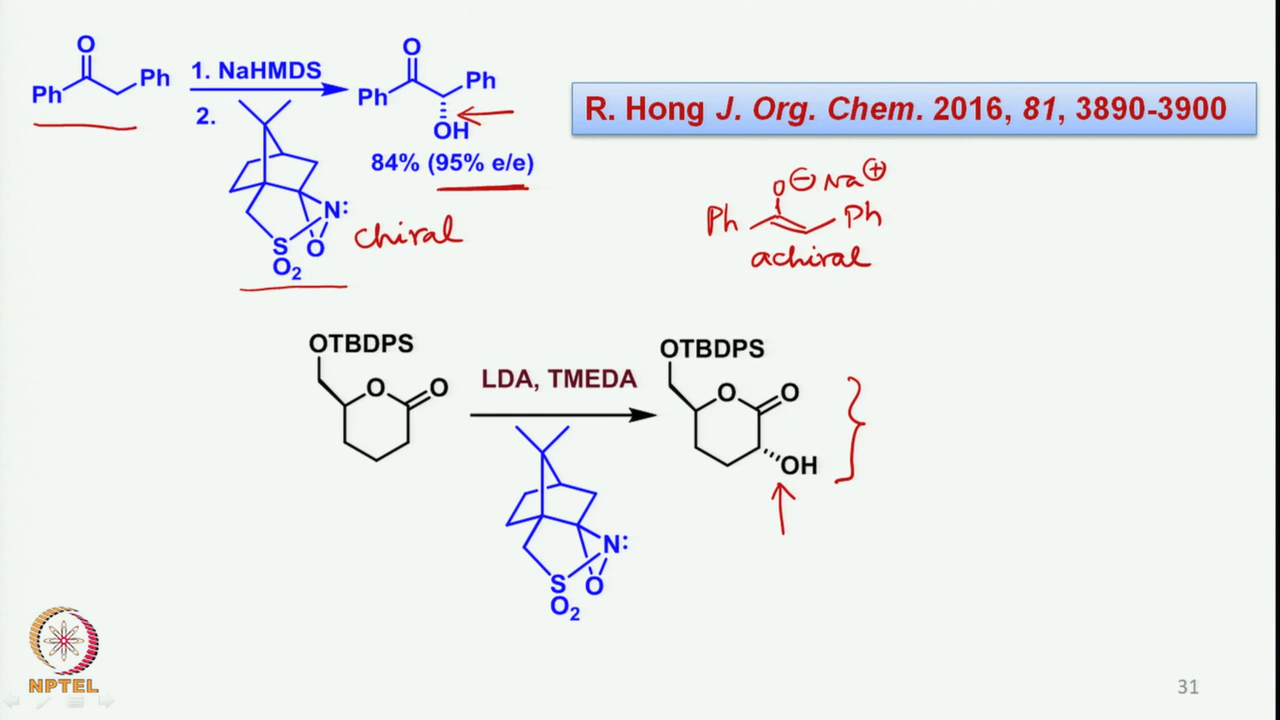 O
Ph
Ph
1. NaHMDS
2.
N:
S
O
O2
O
Ph
Ph
OH
84% (95% e/e)
chiral
R. Hong J. Org. Chem. 2016, 81, 3890-3900
O⊖ Na⊕
Ph
Ph
achiral
OTBDPS
O
O
LDA, TMEDA
N:
S
O
O2
OTBDPS
O
O
OH
NPTEL
31